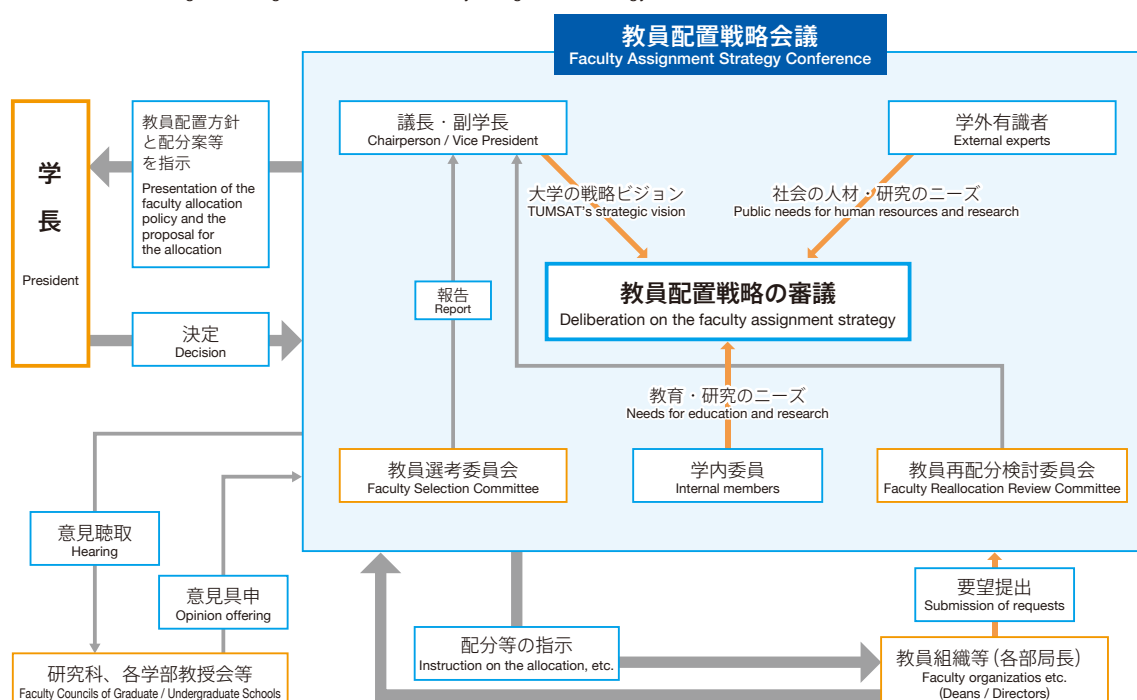 教員配置戦略会議
Faculty Assignment Strategy Conference
学
長
President
教員配置方針
と配分案等
を指示
Presentation of the
faculty allocation
policy and the
proposal for
the allocation
決定
Decision
議長・副学長
Chairperson / Vice President
学外有識者
External experts
大学の戦略ビジョン
TUMSAT's strategic vision
社会の人材・研究のニーズ
Public needs for human resources and research
報告
Report
教員配置戦略の審議
Deliberation on the faculty assignment strategy
教育・研究のニーズ
Needs for education and research
教員選考委員会
Faculty Selection Committee
学内委員
Internal members
教員再配分検討委員会
Faculty Reallocation Review Committee
意見聴取
Hearing
意見具申
Opinion offering
要望提出
Submission of requests
配分等の指示
Instruction on the allocation, etc.
研究科、各学部教授会等
Faculty Councils of Graduate / Undergraduate Schools
教員組織等(各部局長)
Faculty organizatios etc.
(Deans / Directors)